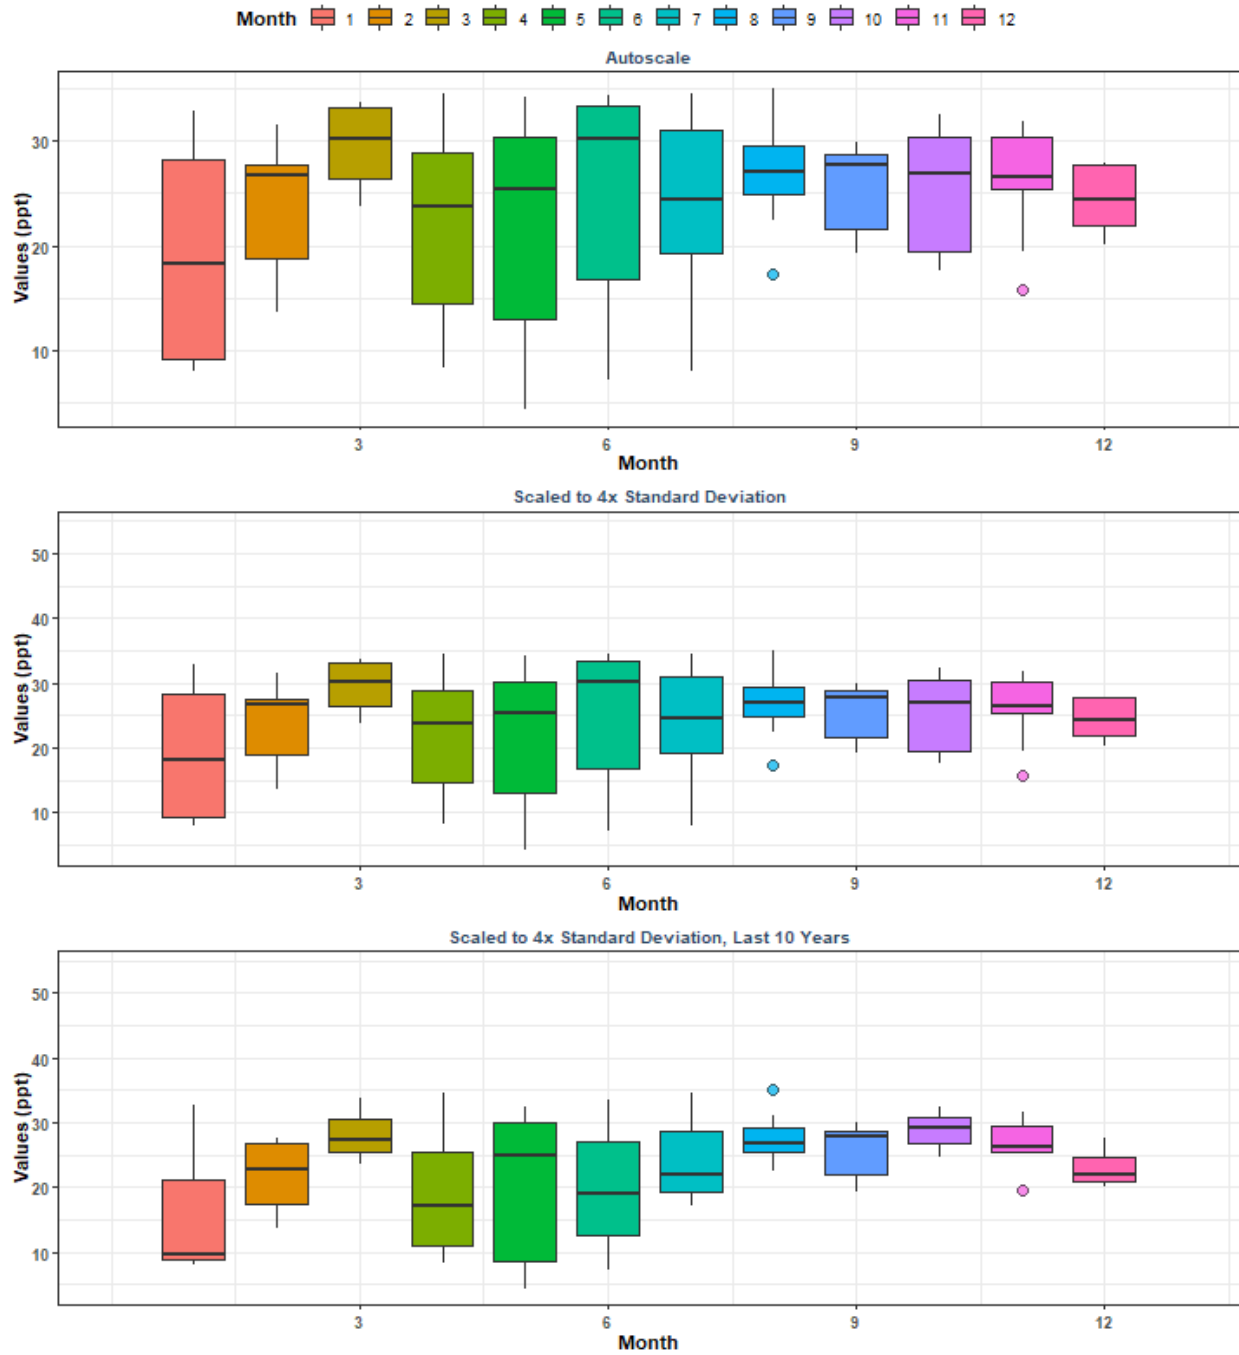 Month 1 2 3 4 5 6 7 8 9 10 11 12
Autoscale
Values (ppt)
30
20
10
3 6 9 12
Month
Scaled to 4x Standard Deviation
Values (ppt)
50
40
30
20
10
3 6 9 12
Month
Scaled to 4x Standard Deviation, Last 10 Years
Values (ppt)
50
40
30
20
10
3 6 9 12
Month